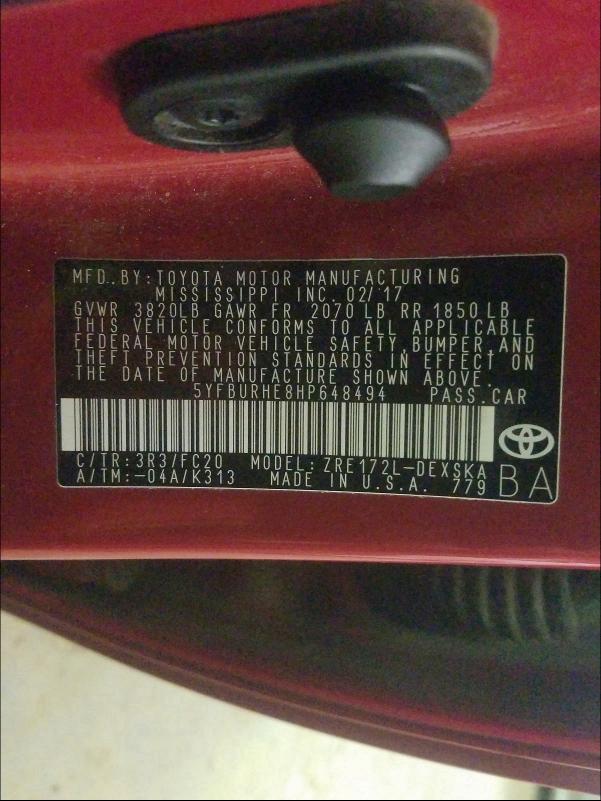 MFD. BY: TOYOTA MOTOR MANUFACTURING
MISSISSIPPI INC. 02/17
GVWR 3820LB GAWR FR 2070 LB RR 1850 LB
THIS VEHICLE CONFORMS TO ALL APPLICABLE
FEDERAL MOTOR VEHICLE SAFETY, BUMPER, AND
THEFT PREVENTION STANDARDS IN EFFECT ON
THE DATE OF MANUFACTURE SHOWN ABOVE.
5YFBURHE8HP648494 PASS. CAR
C/TR: 3R3/FC20 MODEL: ZRE172L-DEXSKA
A/TM:-04A/K313 MADE IN U.S.A. 779 BA